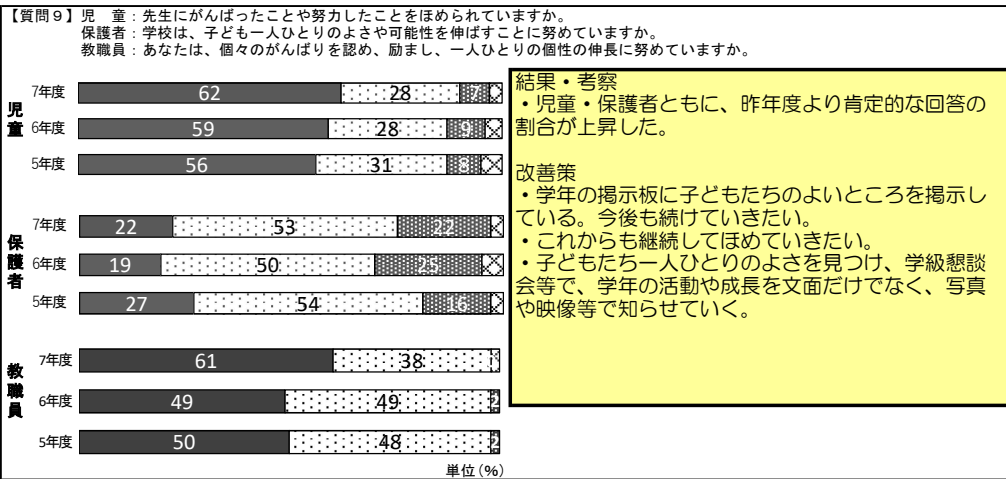 【質問９】児　童：先生にがんばったことや努力したことをほめられていますか。
保護者：学校は、子ども一人ひとりのよさや可能性を伸ばすことに努めていますか。
教職員：あなたは、個々のがんばりを認め、励まし、一人ひとりの個性の伸長に努めていますか。
児童
7年度 62 28 7
6年度 59 28 9
5年度 56 31 8
保護者
7年度 22 53 22
6年度 19 50 25
5年度 27 54 16
教職員
7年度 61 38 1
6年度 49 49 2
5年度 50 48 2
単位(%)
結果・考察
・児童・保護者ともに、昨年度より肯定的な回答の
割合が上昇した。
改善策
・学年の掲示板に子どもたちのよいところを掲示し
ている。今後も続けていきたい。
・これからも継続してほめていきたい。
・子どもたち一人ひとりのよさを見つけ、学級懇談
会等で、学年の活動や成長を文面だけでなく、写真
や映像等で知らせていく。